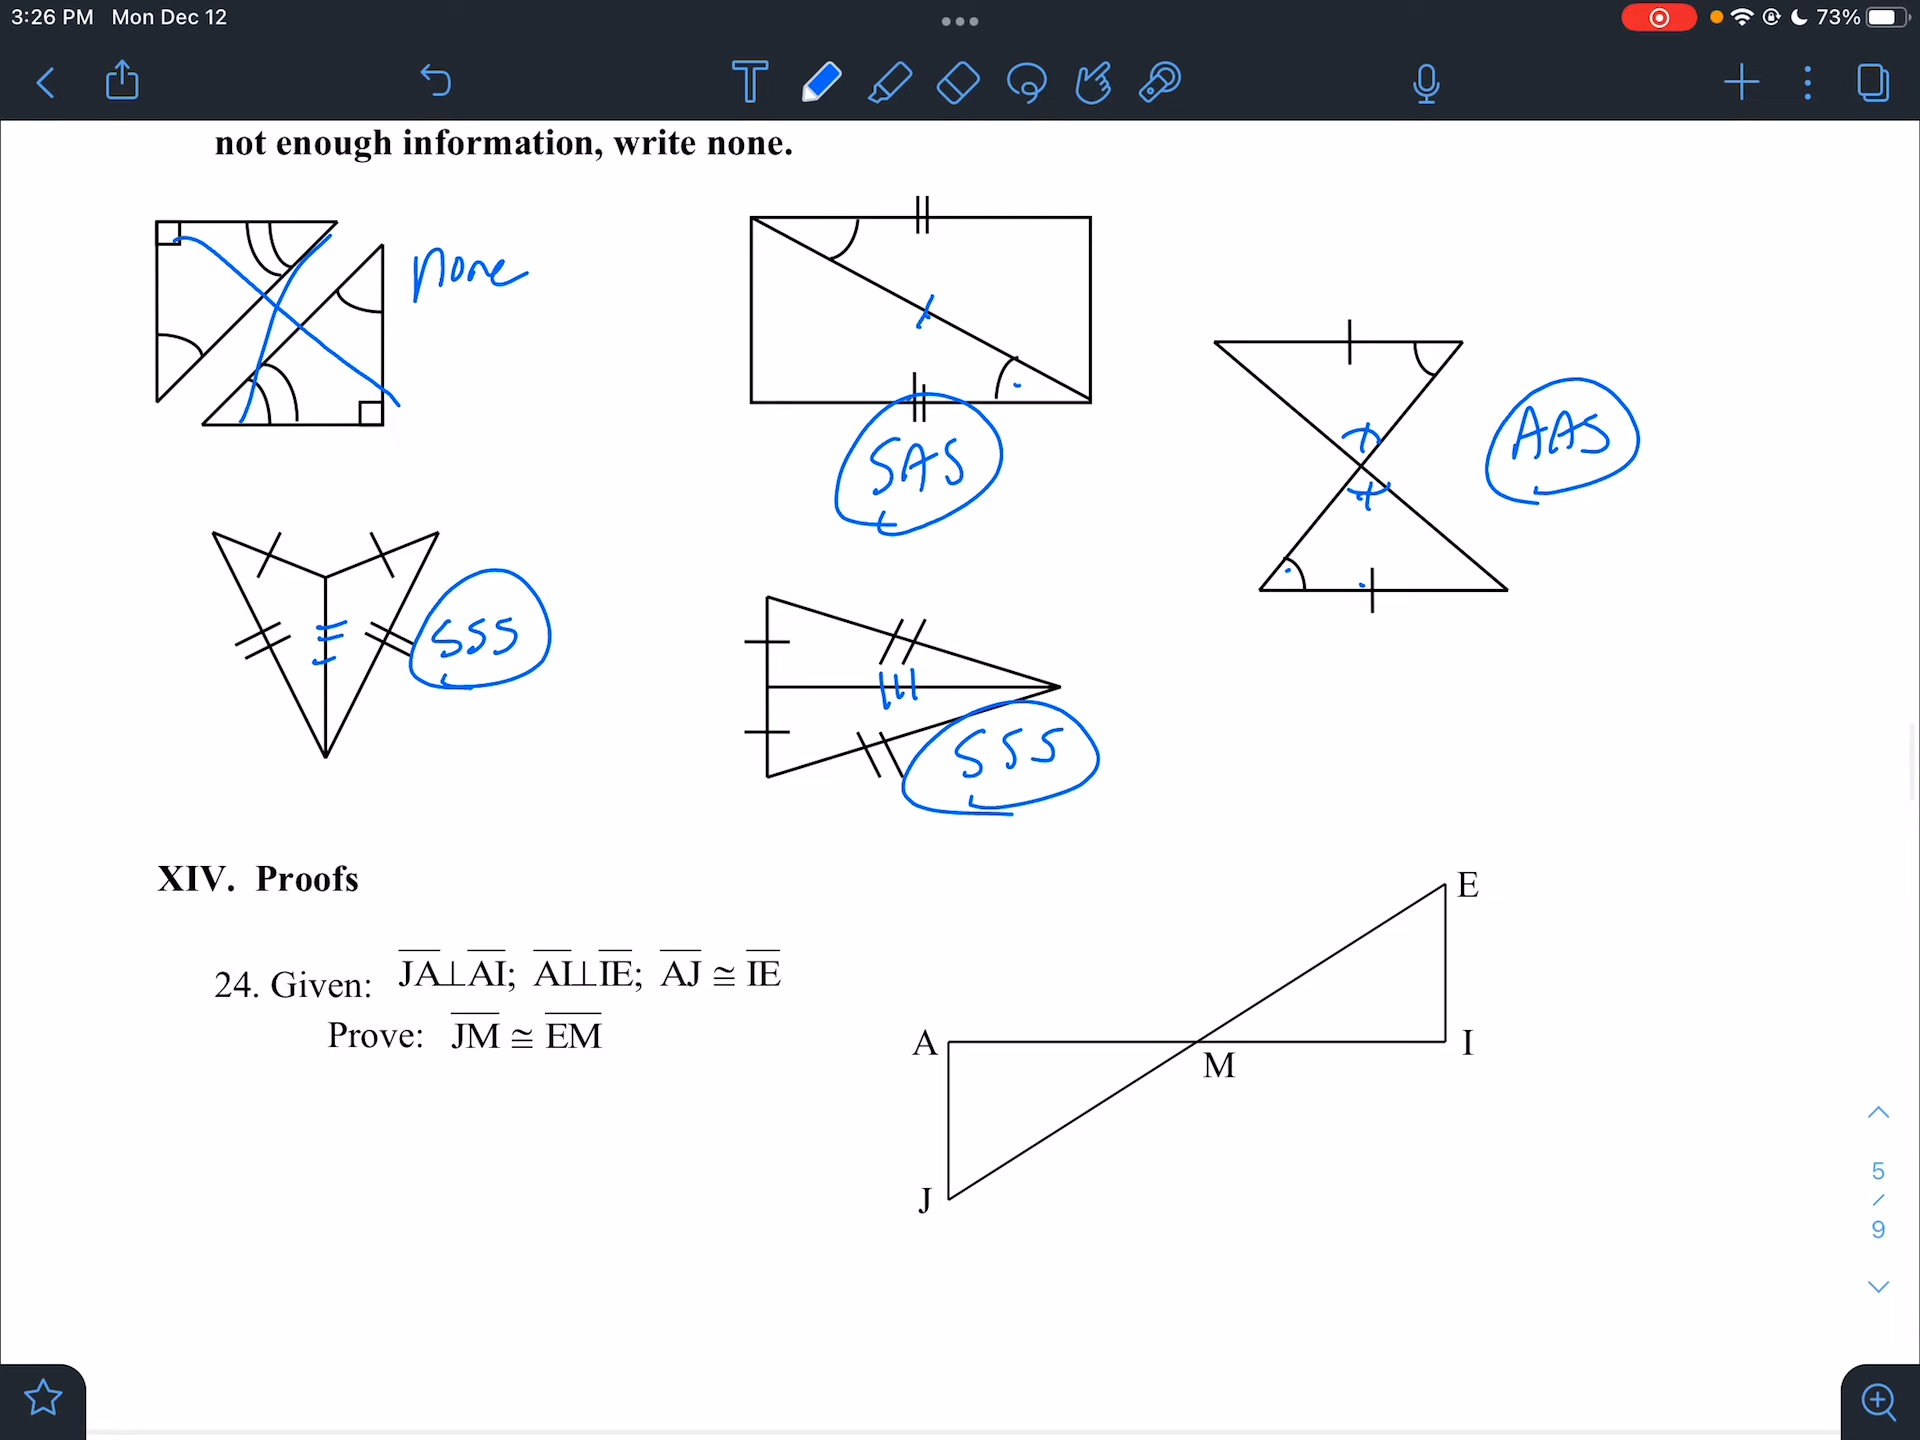 3:26 PM Mon Dec 12
73%
T
not enough information, write none.
none
SAS
AAS
SSS
SSS
XIV. Proofs
24. Given: JA⊥AI; AI⊥IE; AJ ≅ IE
Prove: JM ≅ EM
E
A
M
I
J
5
/
9